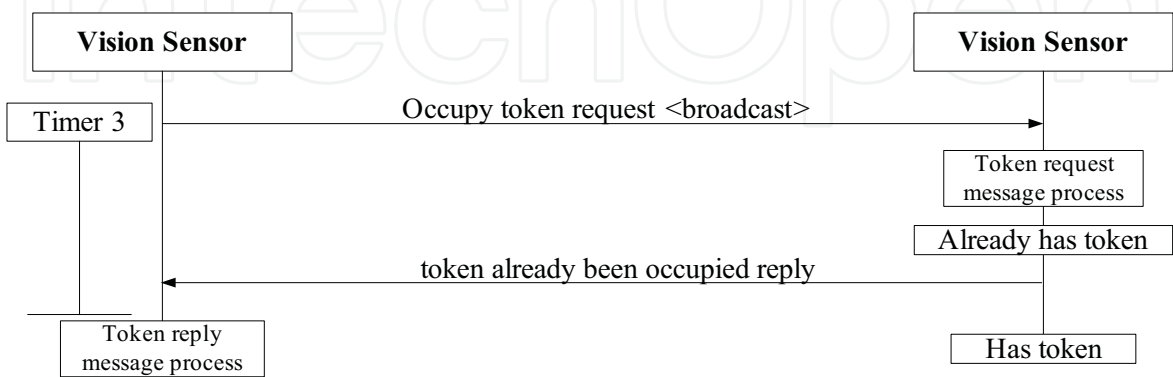 IntechOpen
Vision Sensor
Vision Sensor
Timer 3
Occupy token request <broadcast>
Token request
message process
Already has token
token already been occupied reply
Token reply
message process
Has token